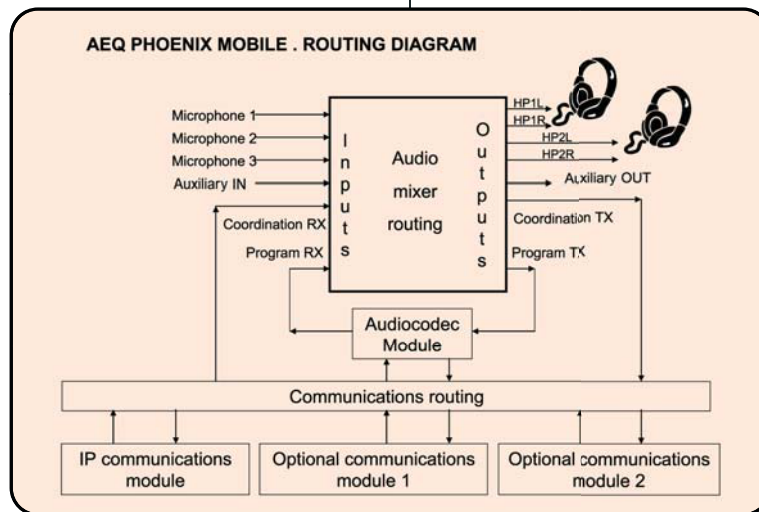 AEQ PHOENIX MOBILE . ROUTING DIAGRAM
Microphone 1
Microphone 2
Microphone 3
Auxiliary IN
Coordination RX
Program RX
Inputs
Audio
mixer
routing
Outputs
HP1L
HP1R
HP2L
HP2R
Auxiliary OUT
Coordination TX
Program TX
Audiocodec
Module
Communications routing
IP communications
module
Optional communications
module 1
Optional communications
module 2